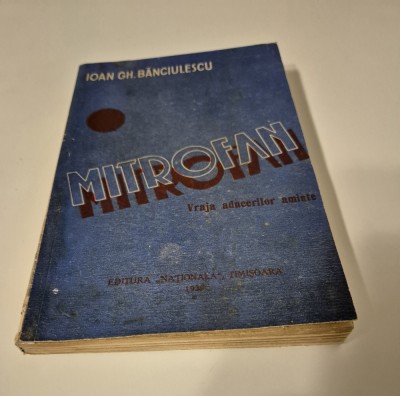 IOAN GH. BĂNCIULESCU
MITROFAN
Vraja aducerilor aminte
EDITURA „NAȚIONALA”, TIMIȘOARA